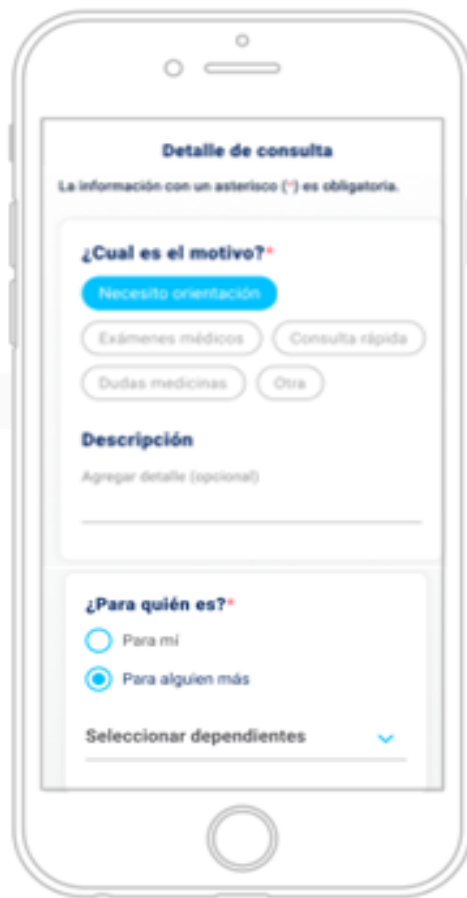 Detalle de consulta
La información con un asterisco (*) es obligatoria.
¿Cual es el motivo?*
Necesito orientación
Exámenes médicos
Consulta rápida
Dudas medicinas
Otra
Descripción
Agregar detalle (opcional)
¿Para quién es?*
Para mí
Para alguien más
Seleccionar dependientes